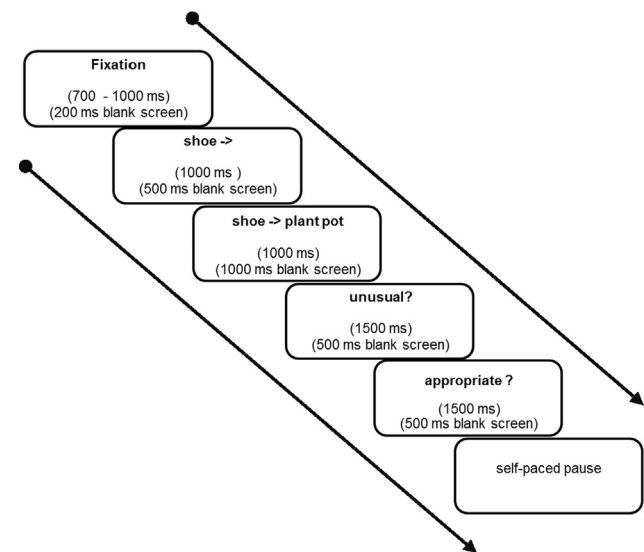 Fixation
(700 - 1000 ms)
(200 ms blank screen)
shoe ->
(1000 ms )
(500 ms blank screen)
shoe -> plant pot
(1000 ms)
(1000 ms blank screen)
unusual?
(1500 ms)
(500 ms blank screen)
appropriate ?
(1500 ms)
(500 ms blank screen)
self-paced pause